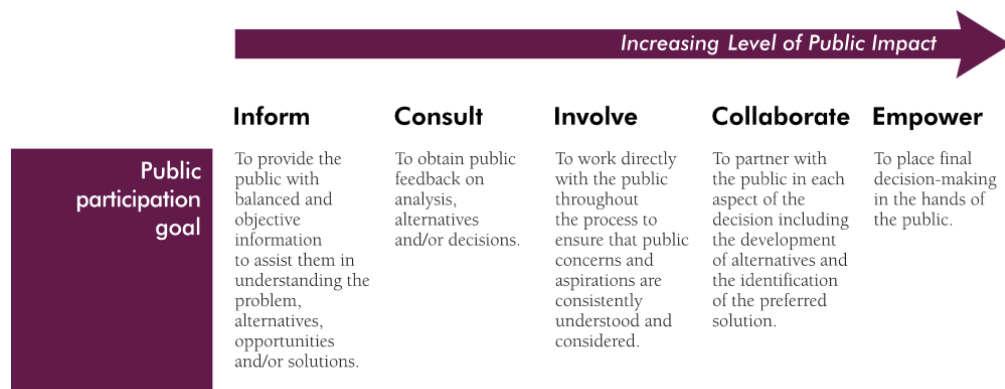 Increasing Level of Public Impact
Inform
Consult
Involve
Collaborate
Empower
Public
participation
goal
To provide the
public with
balanced and
objective
information
to assist them in
understanding the
problem,
alternatives,
opportunities
and/or solutions.
To obtain public
feedback on
analysis,
alternatives
and/or decisions.
To work directly
with the public
throughout
the process to
ensure that public
concerns and
aspirations are
consistently
understood and
considered.
To partner with
the public in each
aspect of the
decision including
the development
of alternatives and
the identification
of the preferred
solution.
To place final
decision-making
in the hands of
the public.